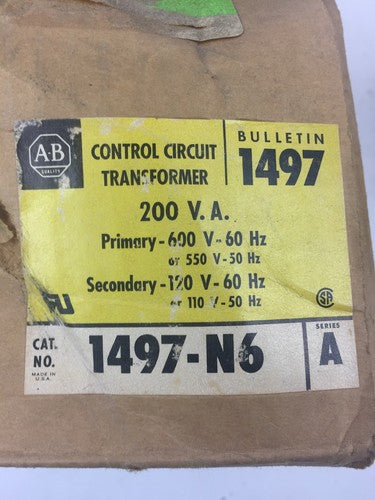 A-B
QUALITY
CONTROL CIRCUIT
TRANSFORMER
BULLETIN
1497
200 V.A.
Primary-600 V-60 Hz
or 550 V-50 Hz
Secondary-120 V-60 Hz
or 110 V-50 Hz
SA
CAT.
NO.
MADE IN
U.S.A.
1497-N6
SERIES
A